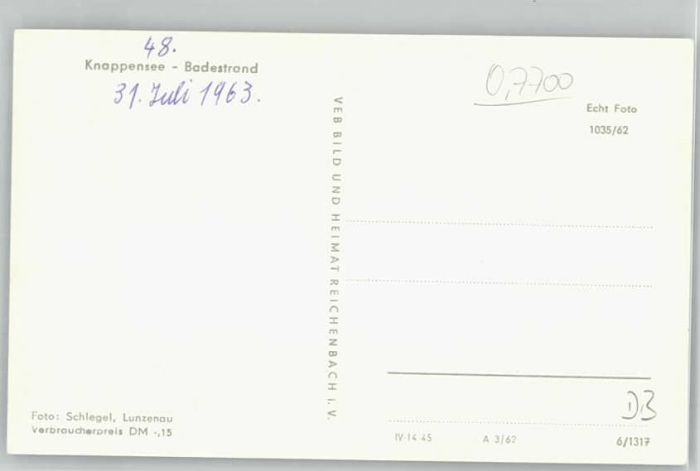 48.
Knappensee - Badestrand
31. Juli 1963.
0,7700
Echt Foto
1035/62
VEB BILD UND HEIMAT REICHENBACH i. V.
Foto: Schlegel, Lunzenau
Verbraucherpreis DM -,15
IV-14 45 A 3/62 6/1317
D3